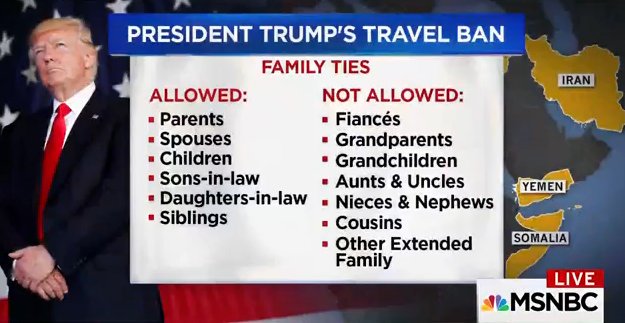 PRESIDENT TRUMP'S TRAVEL BAN
FAMILY TIES
ALLOWED:
Parents
Spouses
Children
Sons-in-law
Daughters-in-law
Siblings
NOT ALLOWED:
Fiancés
Grandparents
Grandchildren
Aunts & Uncles
Nieces & Nephews
Cousins
Other Extended
Family
IRAN
YEMEN
SOMALIA
LIVE
MSNBC